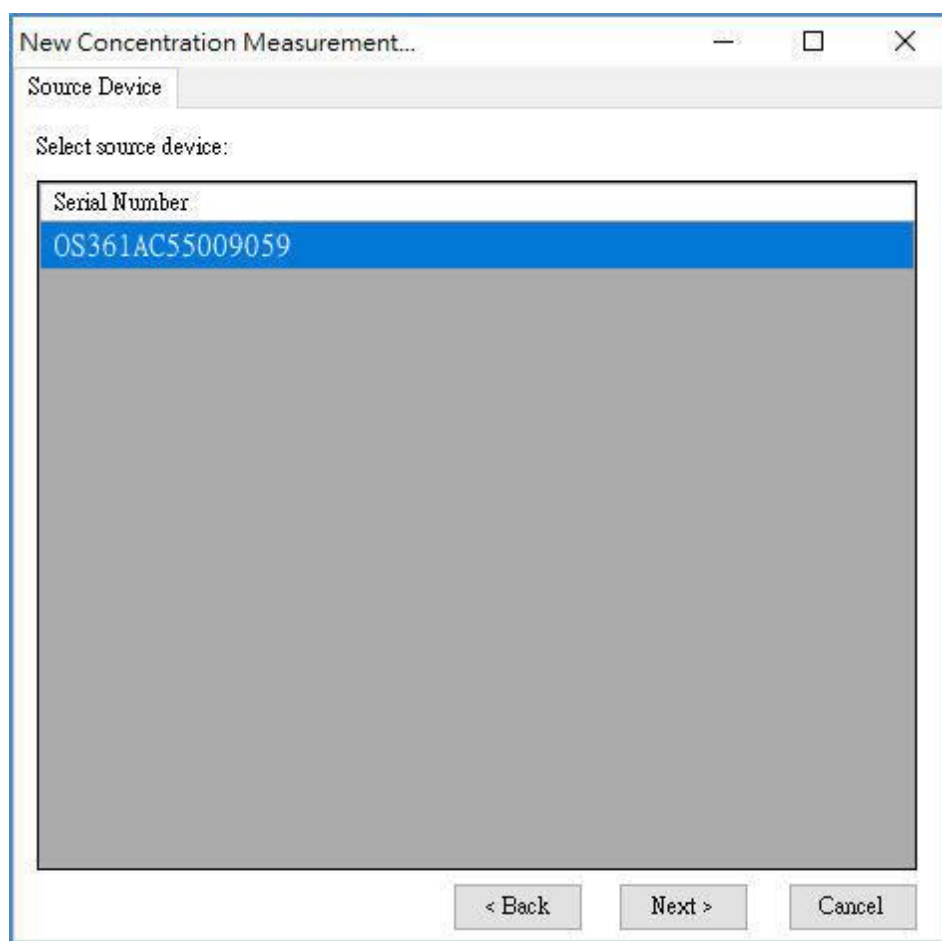 New Concentration Measurement...
Source Device
Select source device:
Serial Number
OS361AC55009059
< Back Next > Cancel